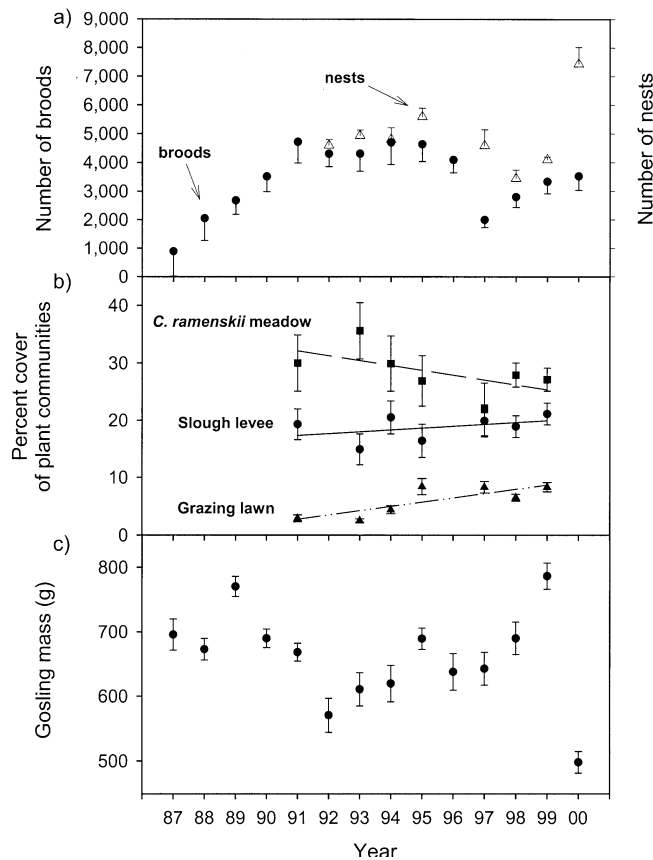 a)
9,000
8,000
7,000
6,000
5,000
4,000
3,000
2,000
1,000
0
Number of broods
Number of nests
nests
broods
b)
40
30
20
10
0
Percent cover
of plant communities
C. ramenskii meadow
Slough levee
Grazing lawn
c)
800
700
600
500
Gosling mass (g)
87 88 89 90 91 92 93 94 95 96 97 98 99 00
Year